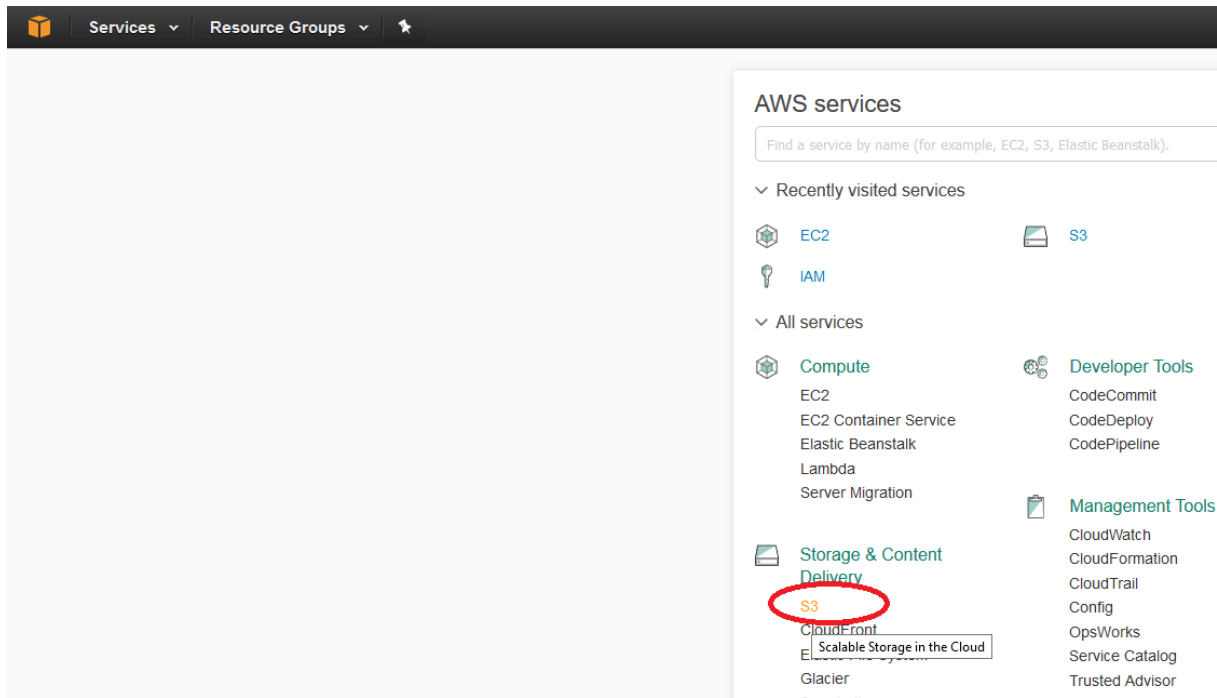 Services
Resource Groups
AWS services
Find a service by name (for example, EC2, S3, Elastic Beanstalk).
Recently visited services
EC2
S3
IAM
All services
Compute
EC2
EC2 Container Service
Elastic Beanstalk
Lambda
Server Migration
Storage & Content
Delivery
S3
CloudFront
Scalable Storage in the Cloud
Glacier
Developer Tools
CodeCommit
CodeDeploy
CodePipeline
Management Tools
CloudWatch
CloudFormation
CloudTrail
Config
OpsWorks
Service Catalog
Trusted Advisor